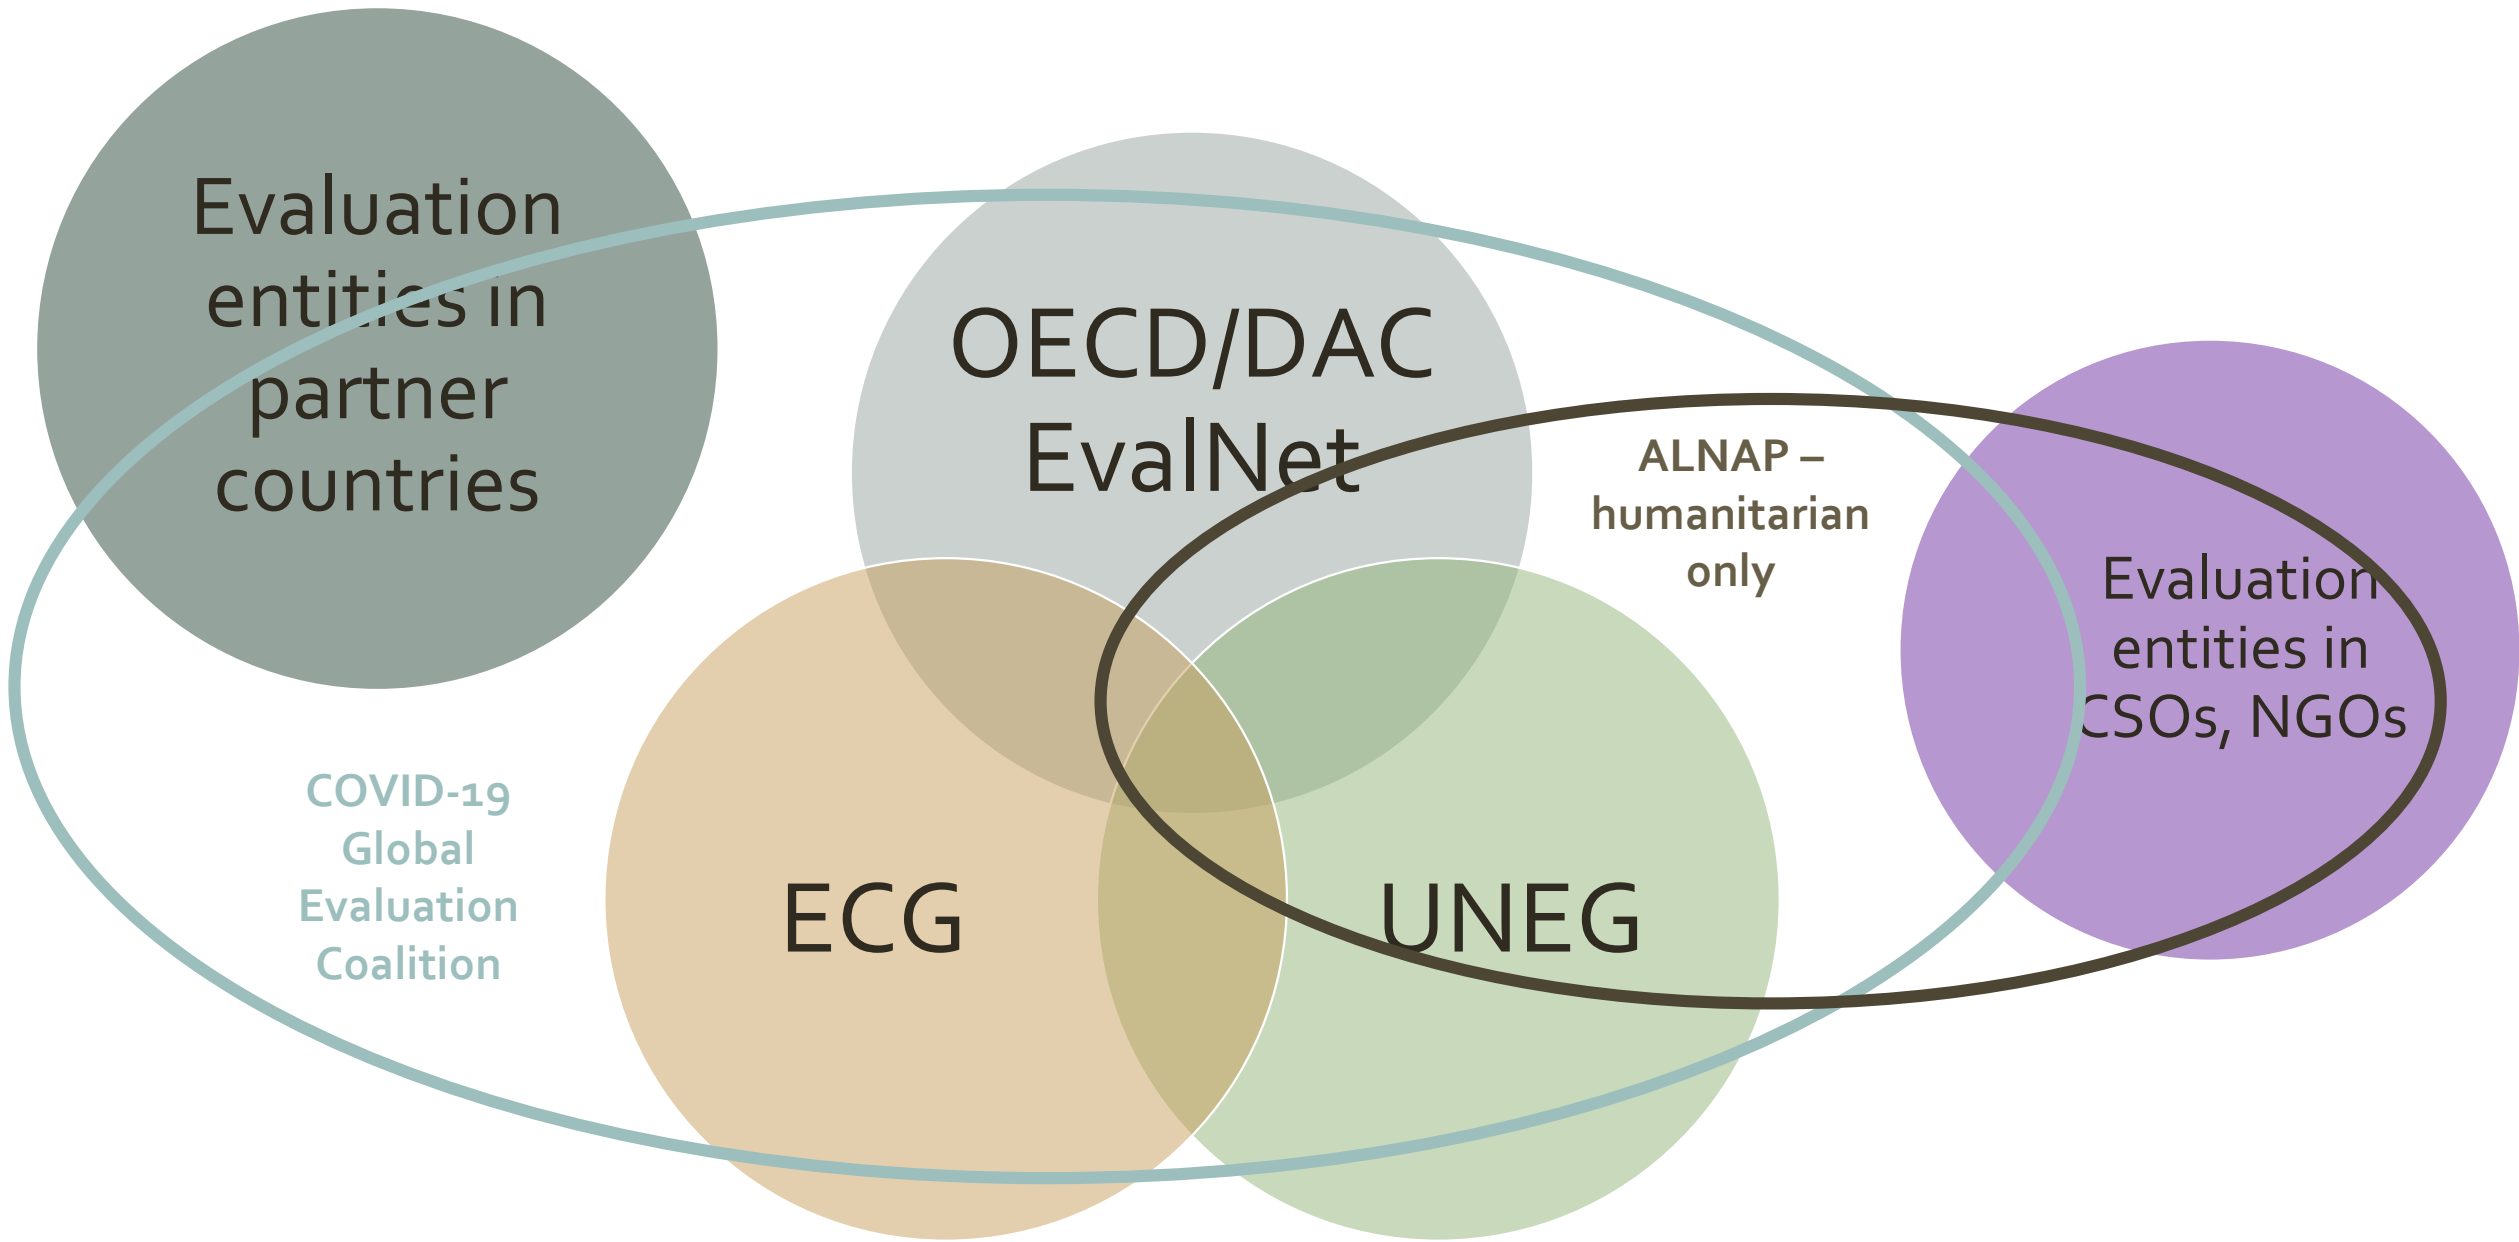 Evaluation
entities in
partner
countries
OECD/DAC
EvalNet
ALNAP –
humanitarian
only
Evaluation
entities in
CSOs, NGOs
COVID-19
Global
Evaluation
Coalition
ECG
UNEG